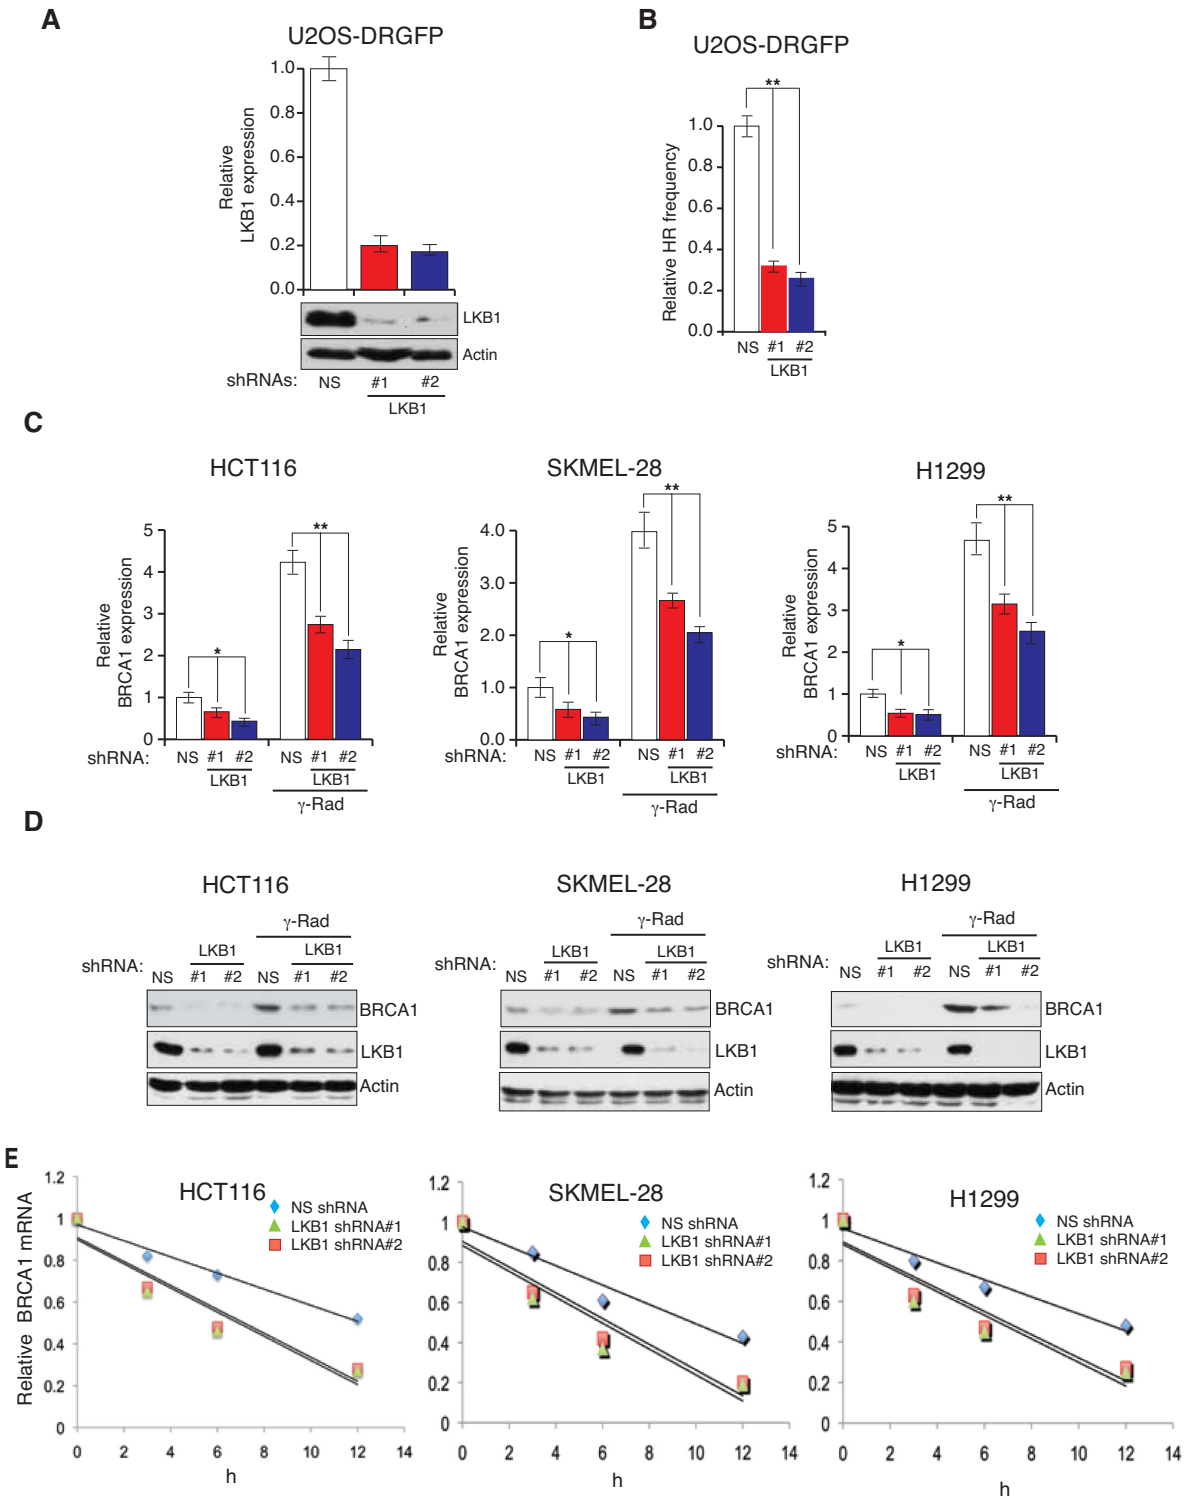 A
U2OS-DRGFP
Relative
LKB1 expression
1.0
0.8
0.6
0.4
0.2
0.0
LKB1
Actin
shRNAs: NS #1 #2
LKB1
B
U2OS-DRGFP
**
Relative HR frequency
1.0
0.8
0.6
0.4
0.2
0.0
NS #1 #2
LKB1
C
HCT116
Relative
BRCA1 expression
5
4
3
2
1
0
*
**
shRNA: NS #1 #2 NS #1 #2
LKB1 LKB1
γ-Rad
SKMEL-28
Relative
BRCA1 expression
4.0
3.0
2.0
1.0
0.0
*
**
shRNA: NS #1 #2 NS #1 #2
LKB1 LKB1
γ-Rad
H1299
Relative
BRCA1 expression
5
4
3
2
1
0
*
**
shRNA: NS #1 #2 NS #1 #2
LKB1 LKB1
γ-Rad
D
HCT116
γ-Rad
LKB1 LKB1
shRNA: NS #1 #2 NS #1 #2
BRCA1
LKB1
Actin
SKMEL-28
γ-Rad
LKB1 LKB1
shRNA: NS #1 #2 NS #1 #2
BRCA1
LKB1
Actin
H1299
γ-Rad
LKB1 LKB1
shRNA: NS #1 #2 NS #1 #2
BRCA1
LKB1
Actin
E
Relative BRCA1 mRNA
HCT116
NS shRNA
LKB1 shRNA#1
LKB1 shRNA#2
1.2
1
0.8
0.6
0.4
0.2
0
0 2 4 6 8 10 12 14
h
SKMEL-28
NS shRNA
LKB1 shRNA#1
LKB1 shRNA#2
1.2
1
0.8
0.6
0.4
0.2
0
0 2 4 6 8 10 12 14
h
H1299
NS shRNA
LKB1 shRNA#1
LKB1 shRNA#2
1.2
1
0.8
0.6
0.4
0.2
0
0 2 4 6 8 10 12 14
h